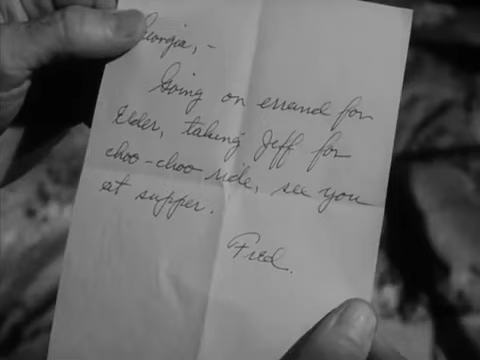 Georgia, -
Going on errand for
Elder, taking Jeff for
choo-choo ride, see you
at supper.
Fred.